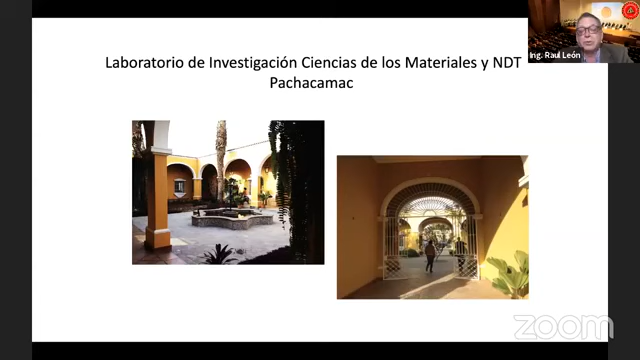 Laboratorio de Investigación Ciencias de los Materiales y NDT
Pachacamac
Ing. Raul León
zoom